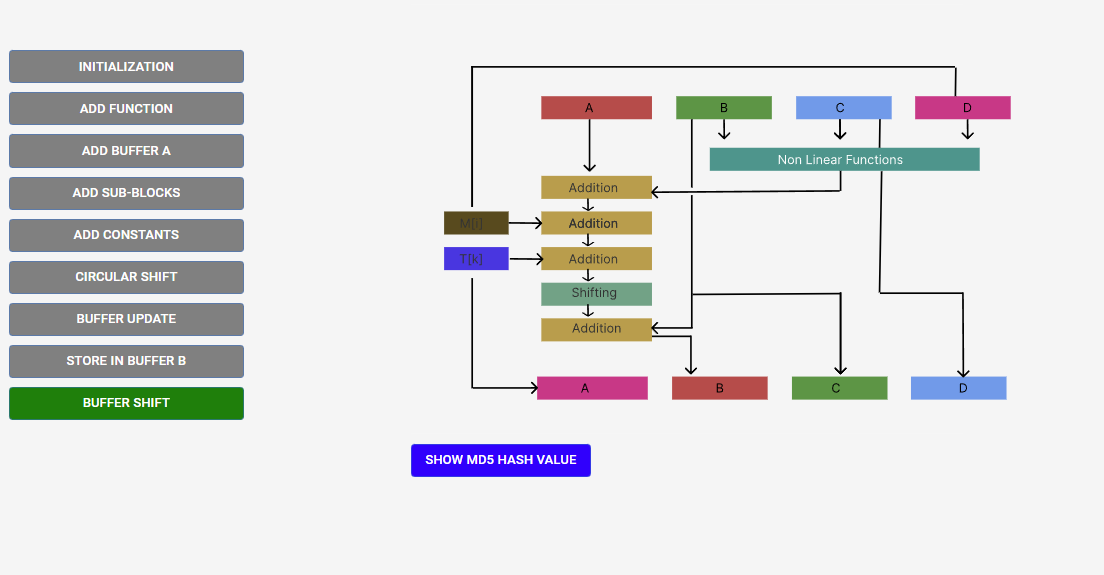 INITIALIZATION
ADD FUNCTION
ADD BUFFER A
ADD SUB-BLOCKS
ADD CONSTANTS
CIRCULAR SHIFT
BUFFER UPDATE
STORE IN BUFFER B
BUFFER SHIFT
A B C D
Non Linear Functions
Addition
M[i] Addition
T[k] Addition
Shifting
Addition
A B C D
SHOW MD5 HASH VALUE